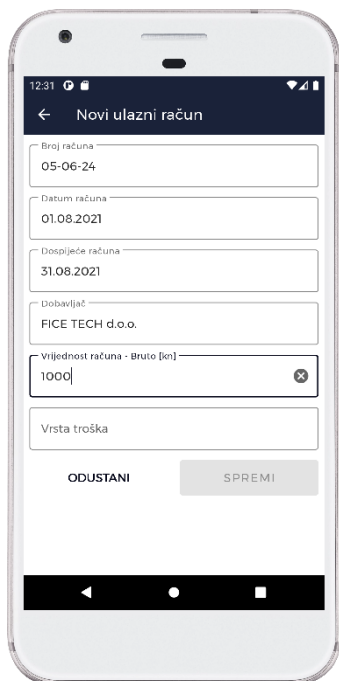 12:31
Novi ulazni račun
Broj računa
05-06-24
Datum računa
01.08.2021
Dospijeće računa
31.08.2021
Dobavljač
FICE TECH d.o.o.
Vrijednost računa - Bruto [kn]
1000
Vrsta troška
ODUSTANI SPREMI